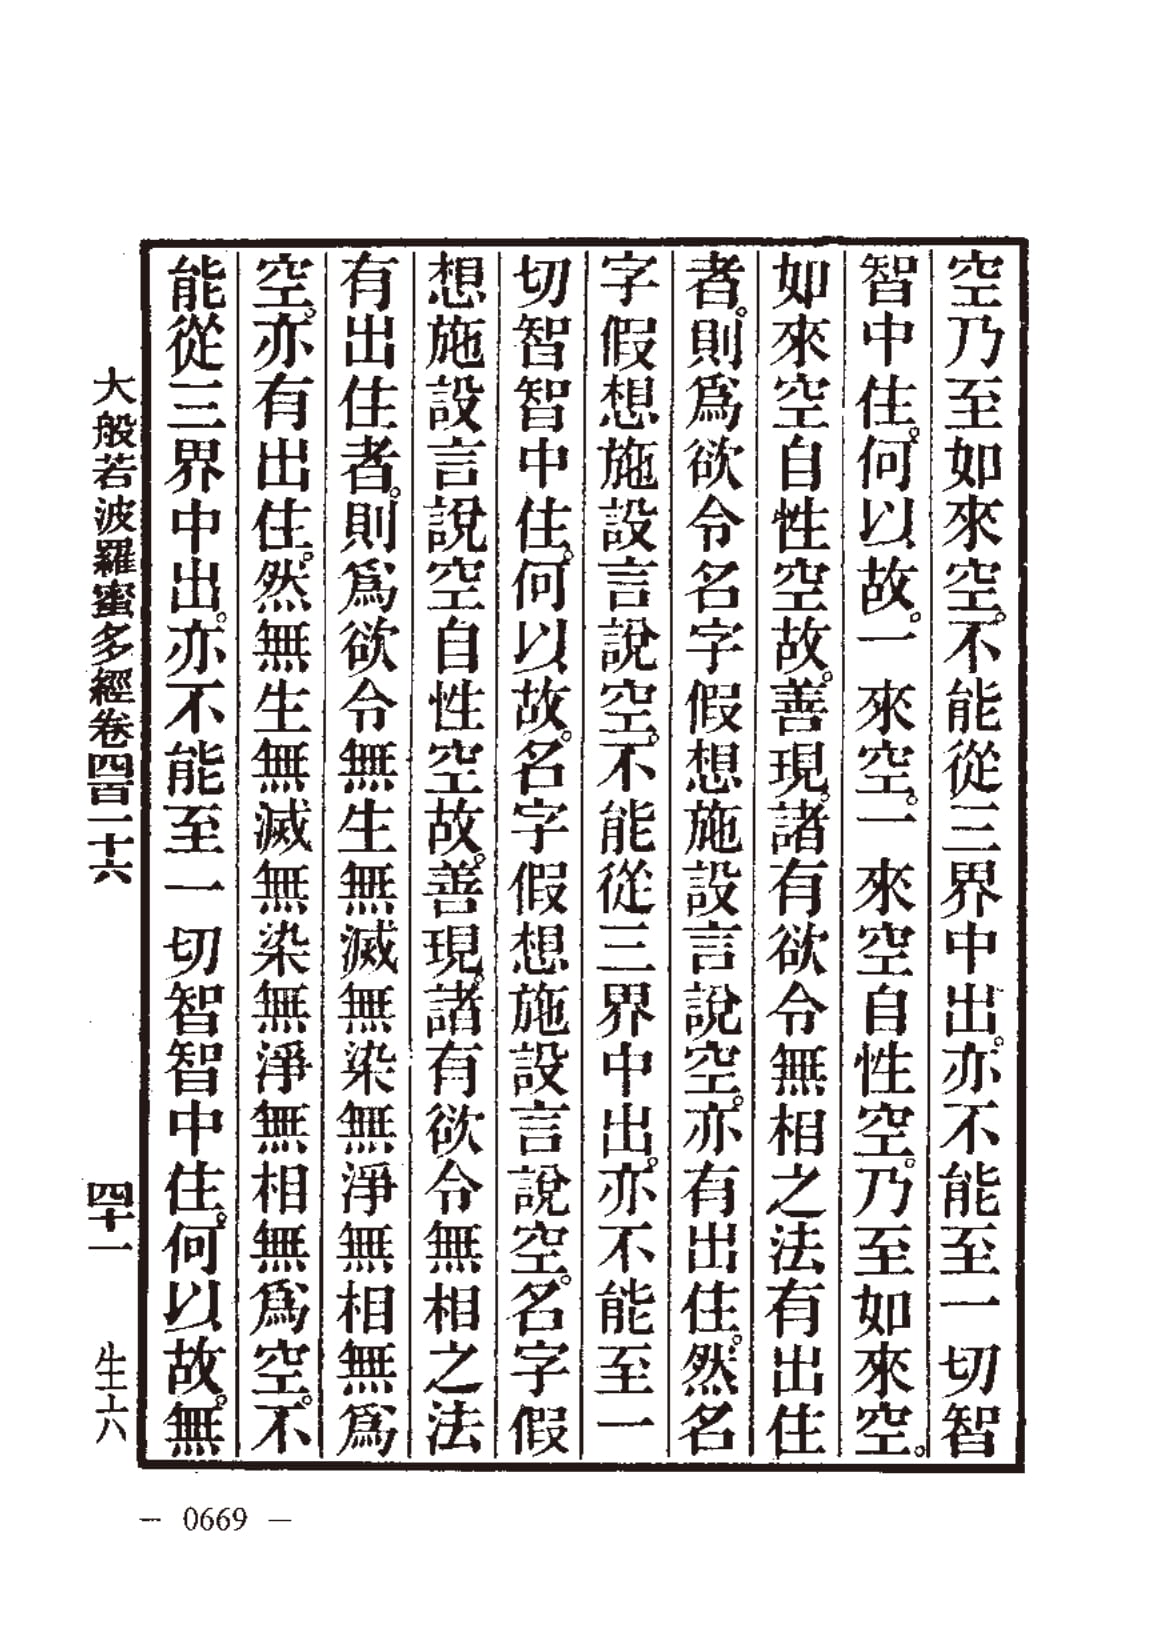 空乃至如來空。不能從三界中出。亦不能至一切智
智中住。何以故。一來空。一來空自性空。乃至如來空。
如來空自性空故。善現。諸有欲令無相之法有出住
者。則爲欲令名字假想施設言說空。亦有出住。然名
字假想施設言說空。不能從三界中出。亦不能至一
切智智中住。何以故。名字假想施設言說空。名字假
想施設言說空自性空故。善現。諸有欲令無相之法
有出住者。則爲欲令無生無滅無染無淨無相無爲
空。亦有出住。然無生無滅無染無淨無相無爲空。不
能從三界中出。亦不能至一切智智中住。何以故。無
大般若波羅蜜多經卷四百一十六 四十一 生六
— 0669 —